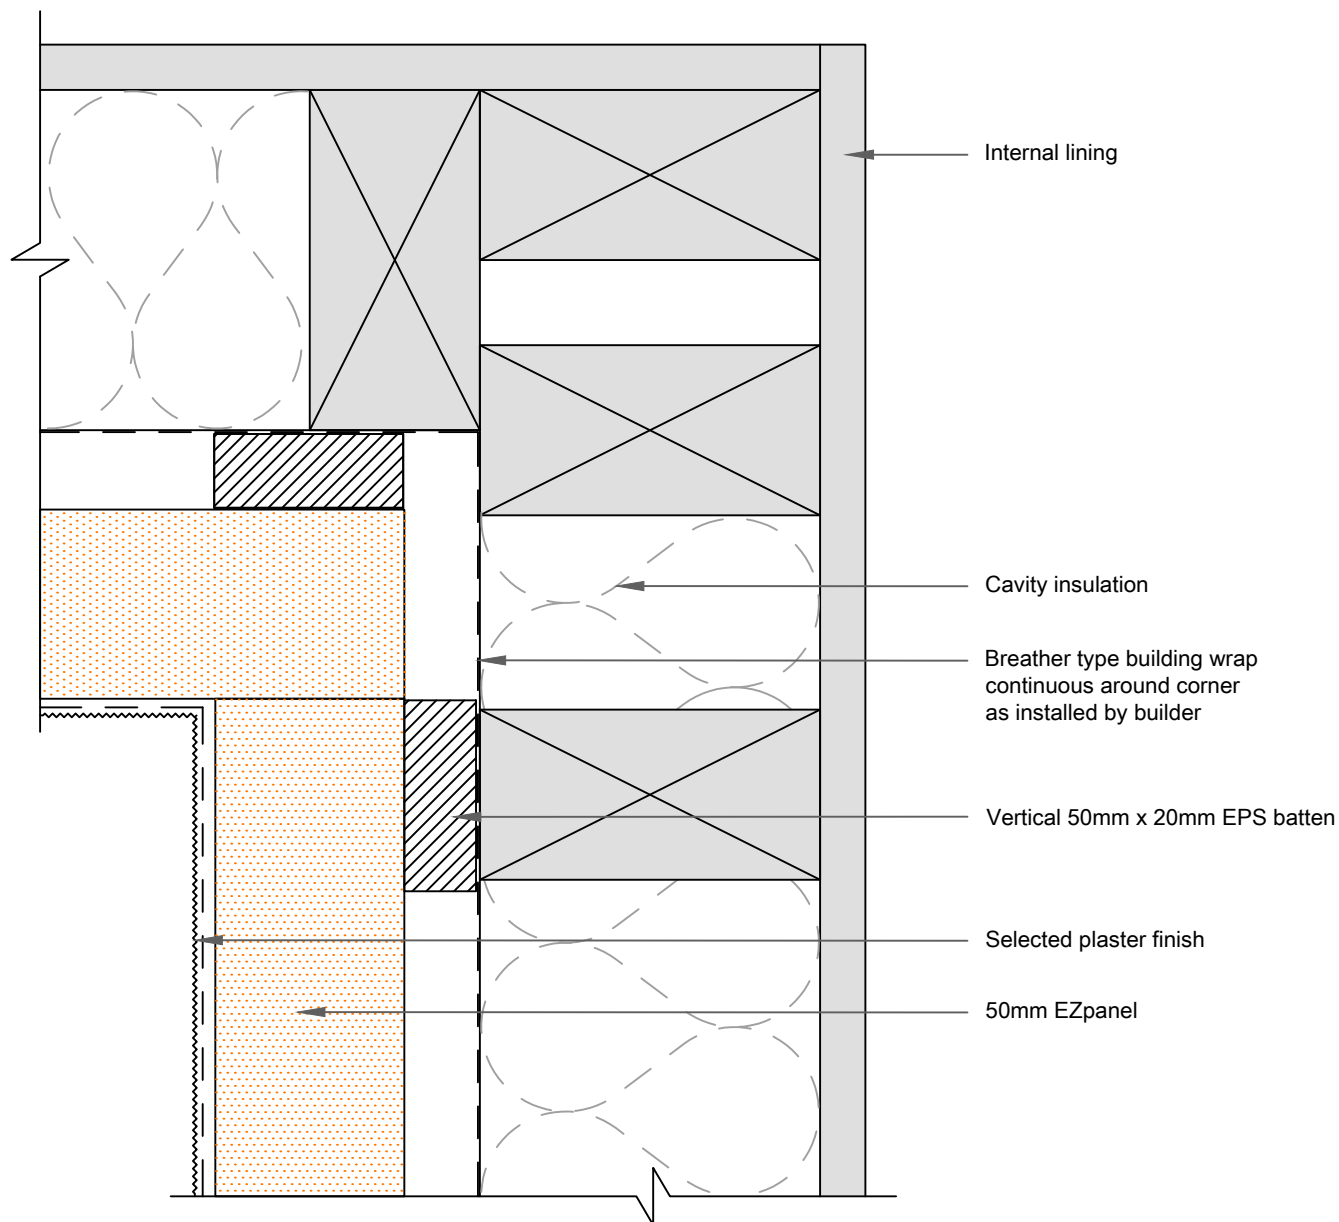 Internal lining
Cavity insulation
Breather type building wrap
continuous around corner
as installed by builder
Vertical 50mm x 20mm EPS batten
Selected plaster finish
50mm EZpanel